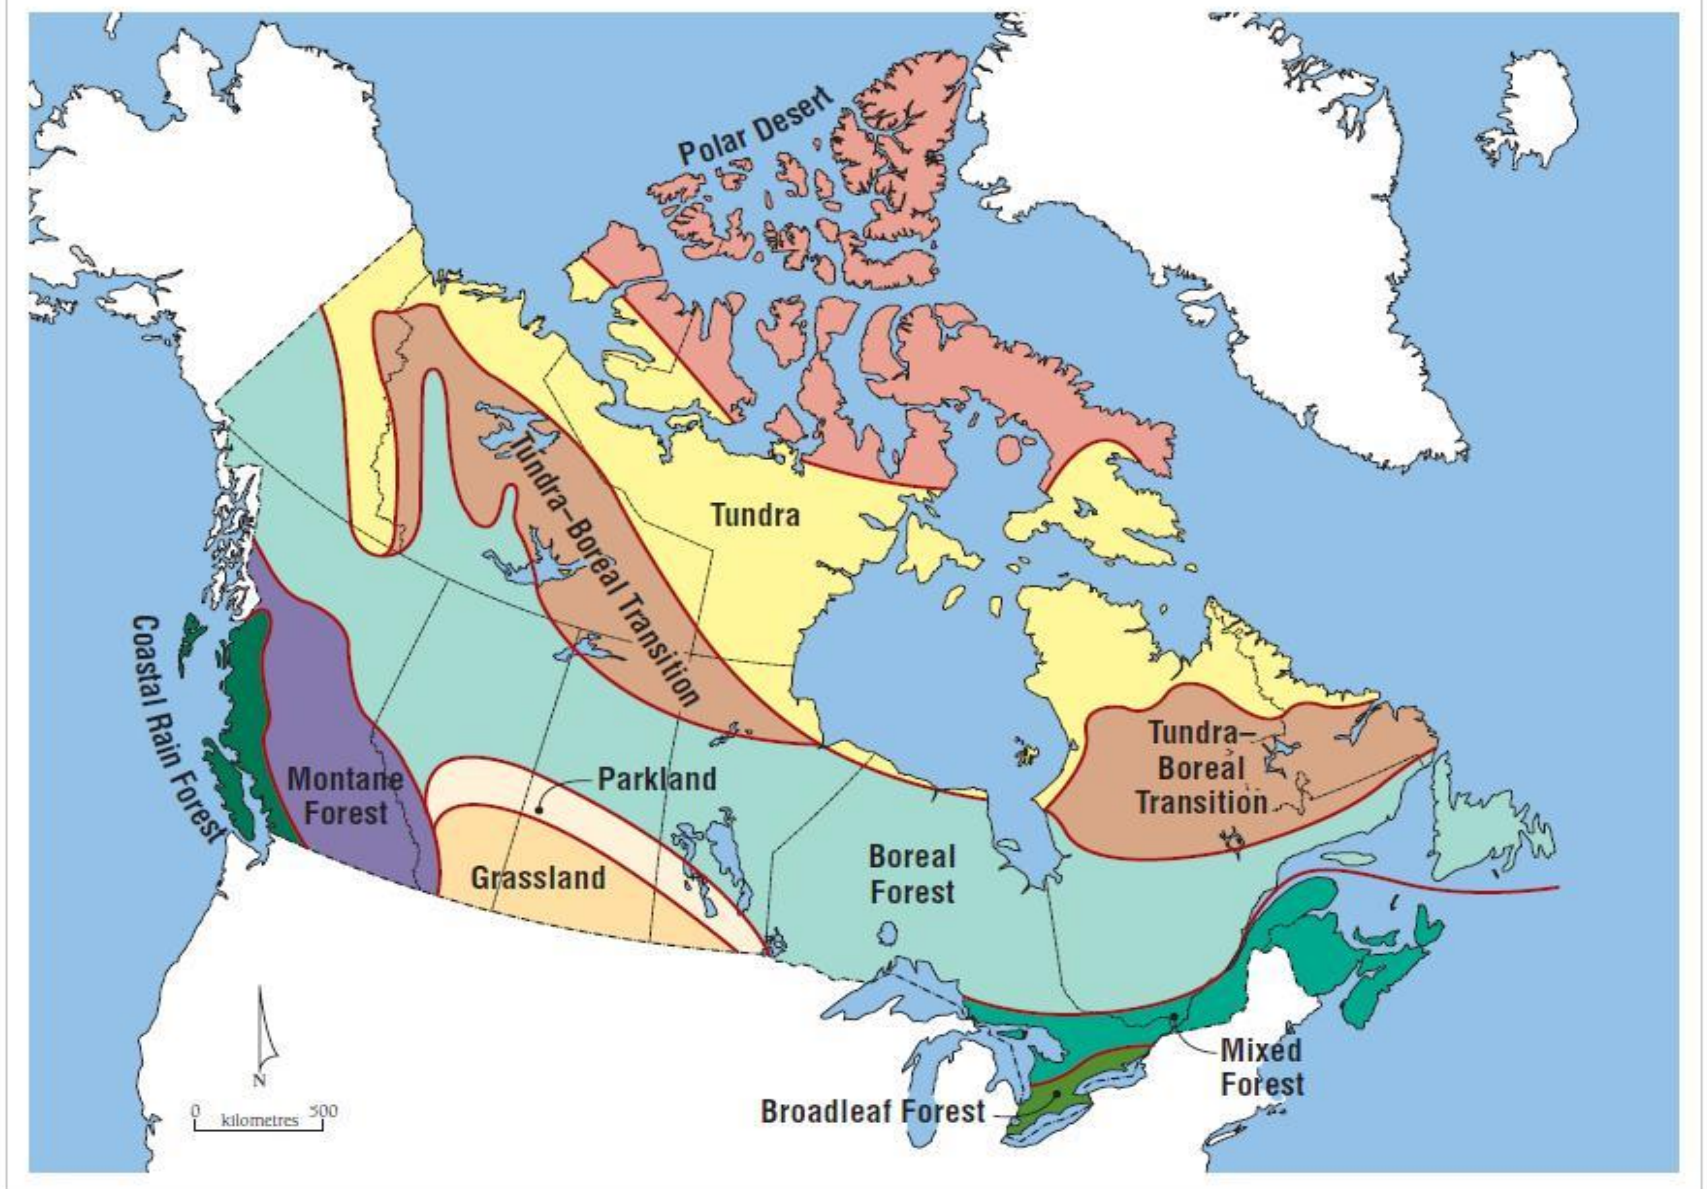 Polar Desert
Tundra–Boreal Transition
Tundra
Coastal Rain Forest
Montane
Forest
Parkland
Grassland
Boreal
Forest
Tundra–
Boreal
Transition
Mixed
Forest
Broadleaf Forest
N
0 500
kilometres